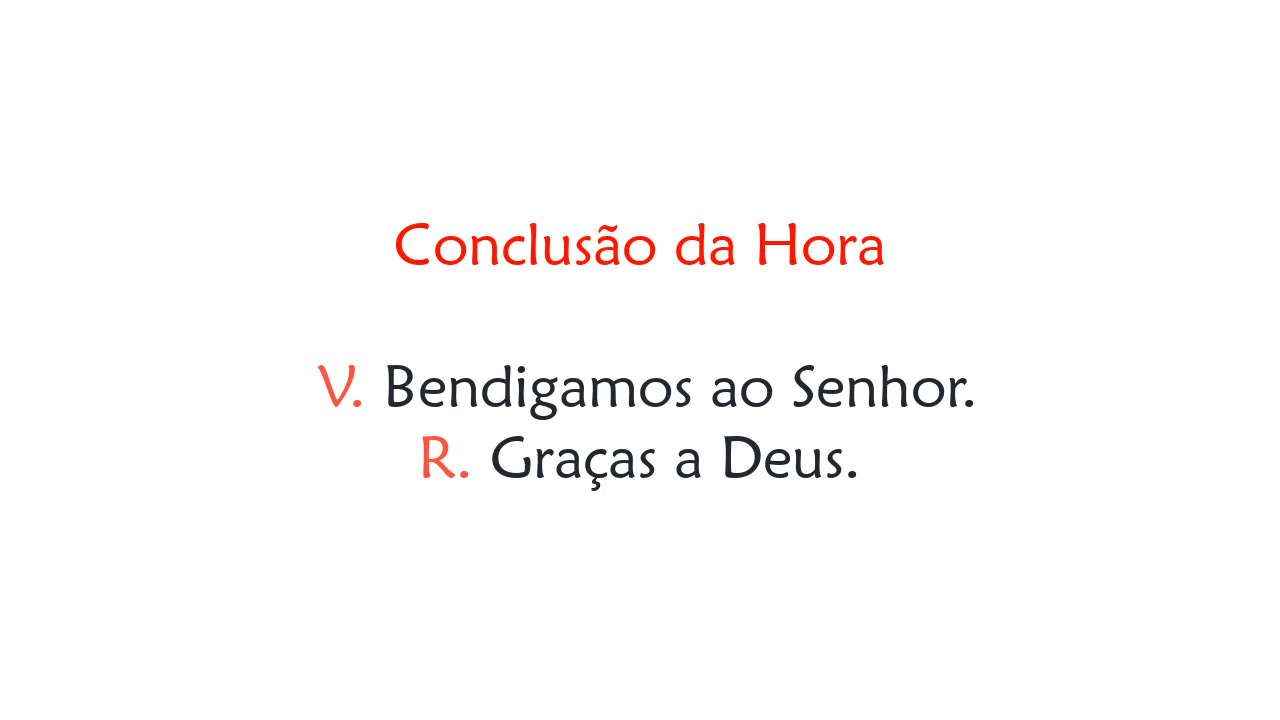 Conclusão da Hora
V. Bendigamos ao Senhor.
R. Graças a Deus.